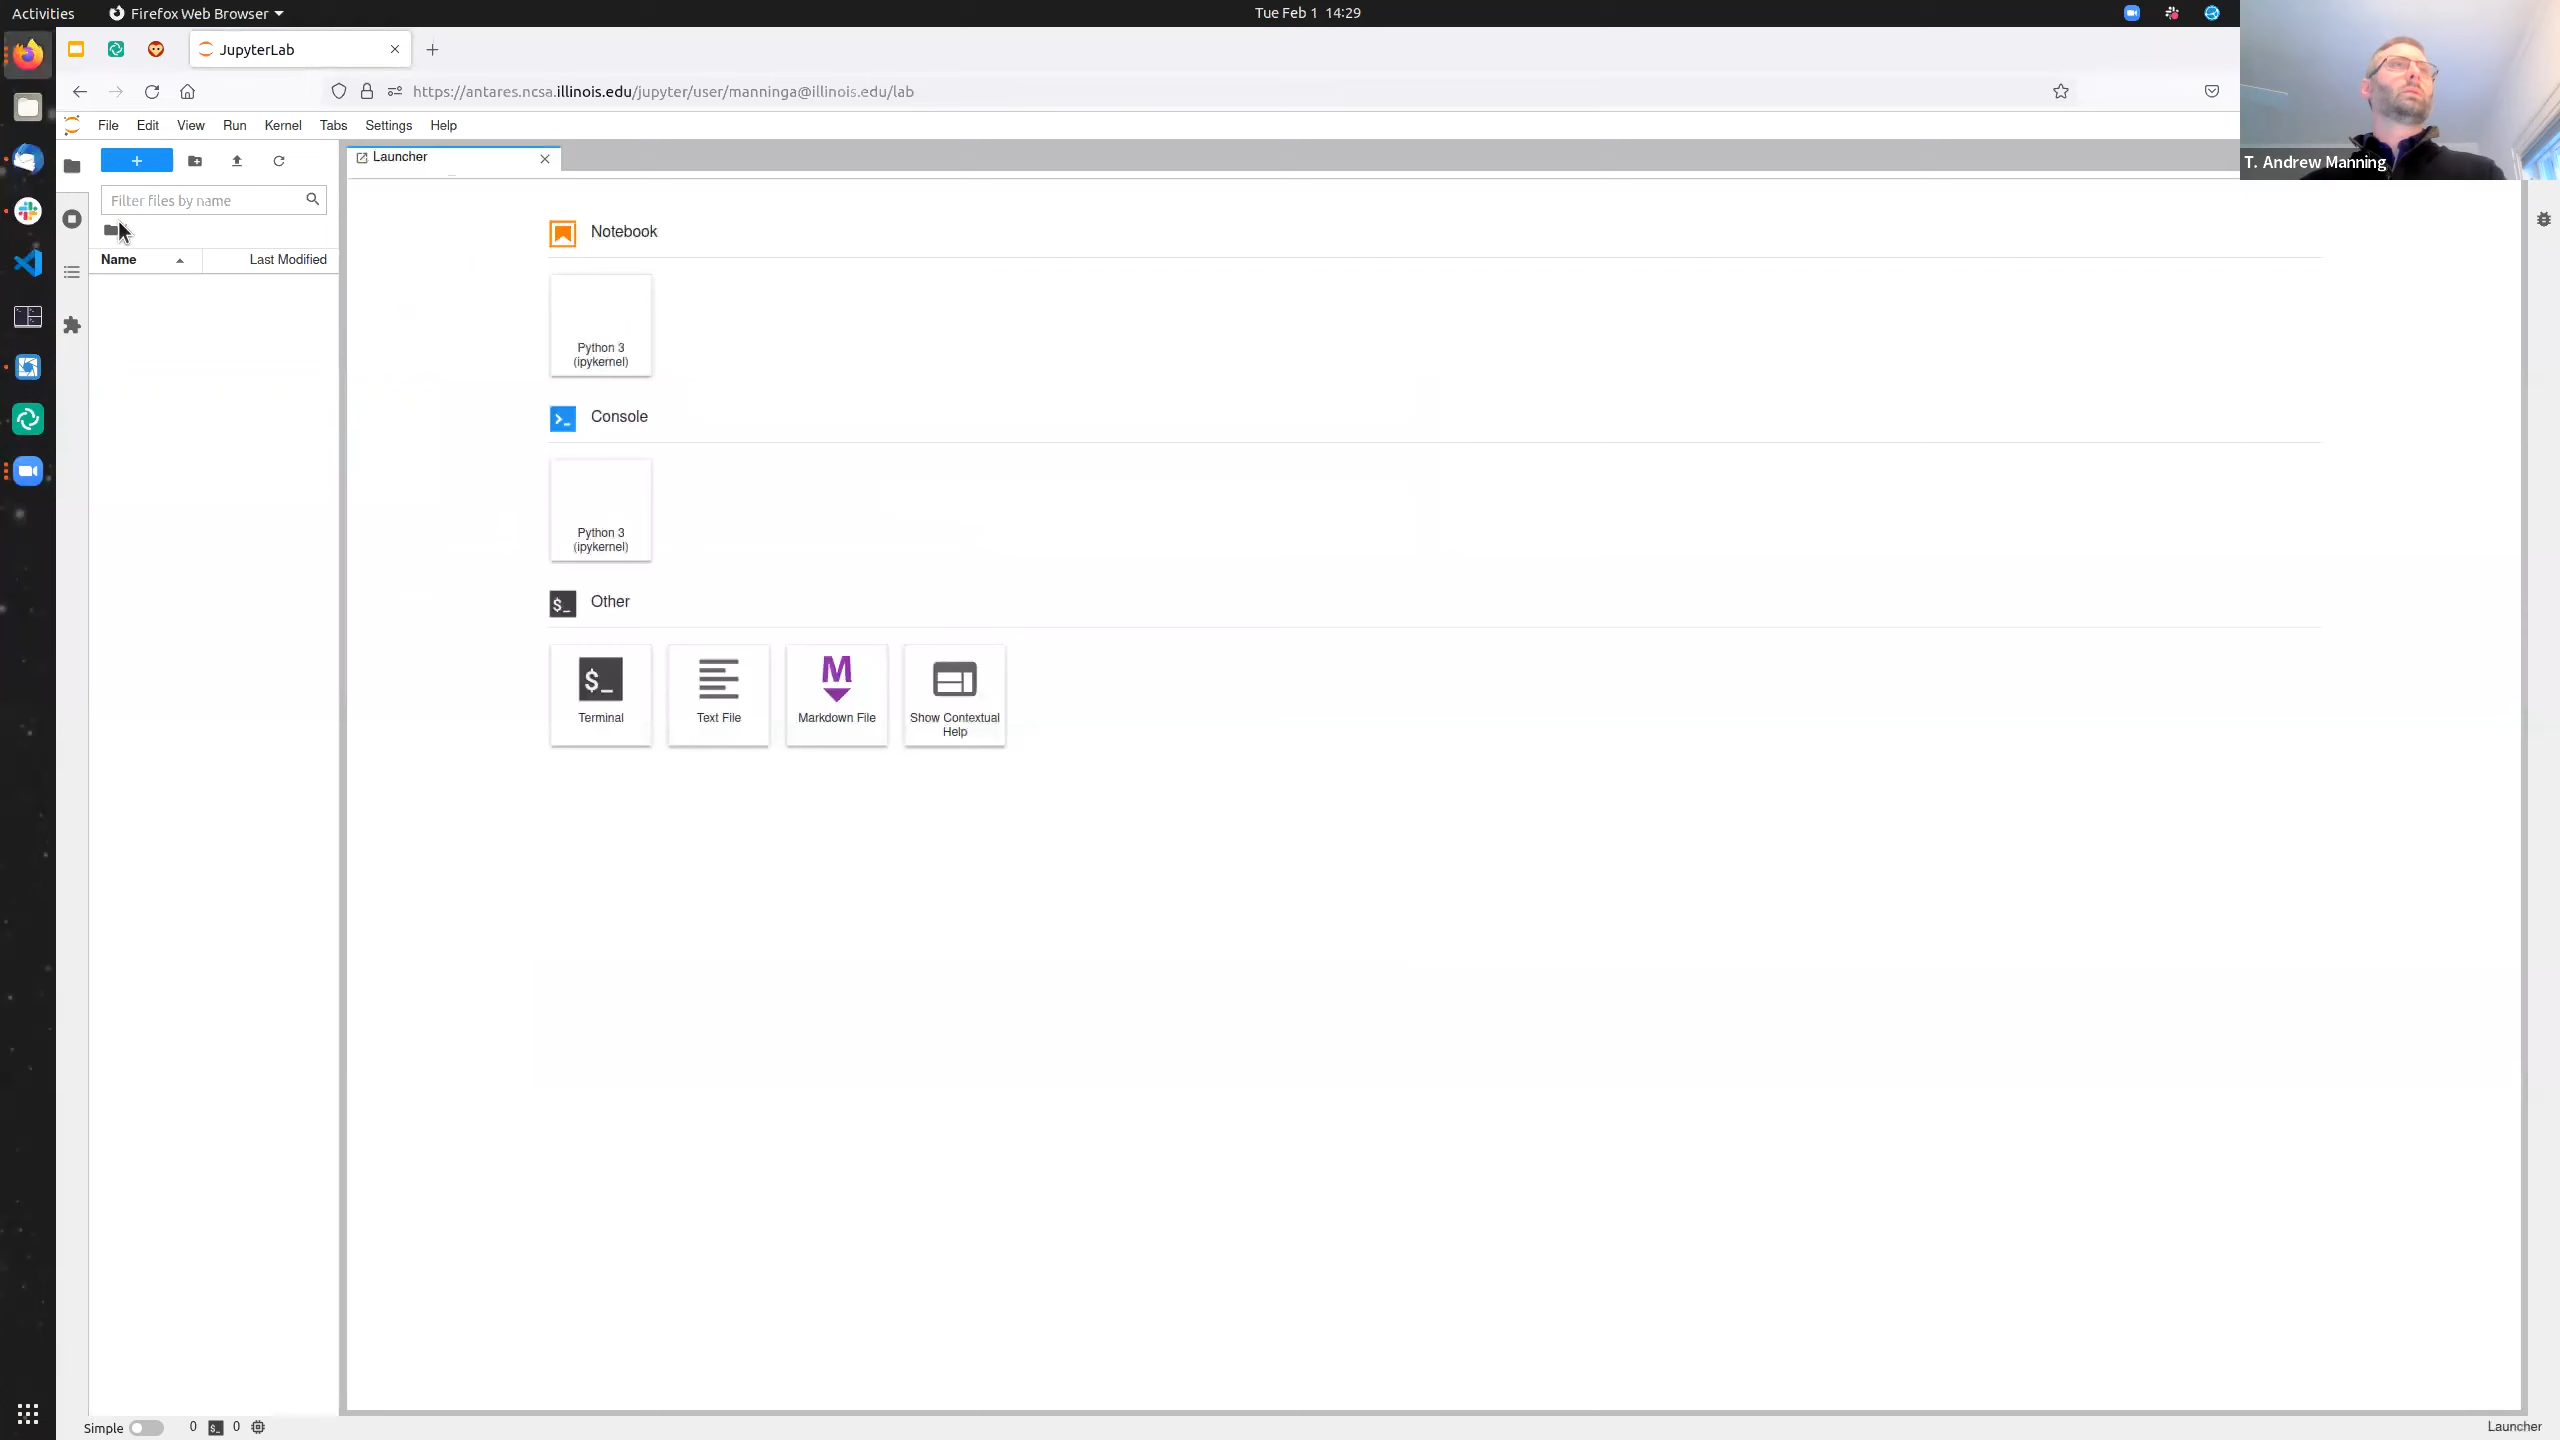 Activities Firefox Web Browser Tue Feb 1 14:29
JupyterLab
https://antares.ncsa.illinois.edu/jupyter/user/manninga@illinois.edu/lab
File Edit View Run Kernel Tabs Settings Help
T. Andrew Manning
Launcher
Filter files by name
Name Last Modified
Notebook
Python 3
(ipykernel)
Console
Python 3
(ipykernel)
$_ Other
$_
Terminal
Text File
M
Markdown File
Show Contextual
Help
Simple 0 $_ 0
Launcher